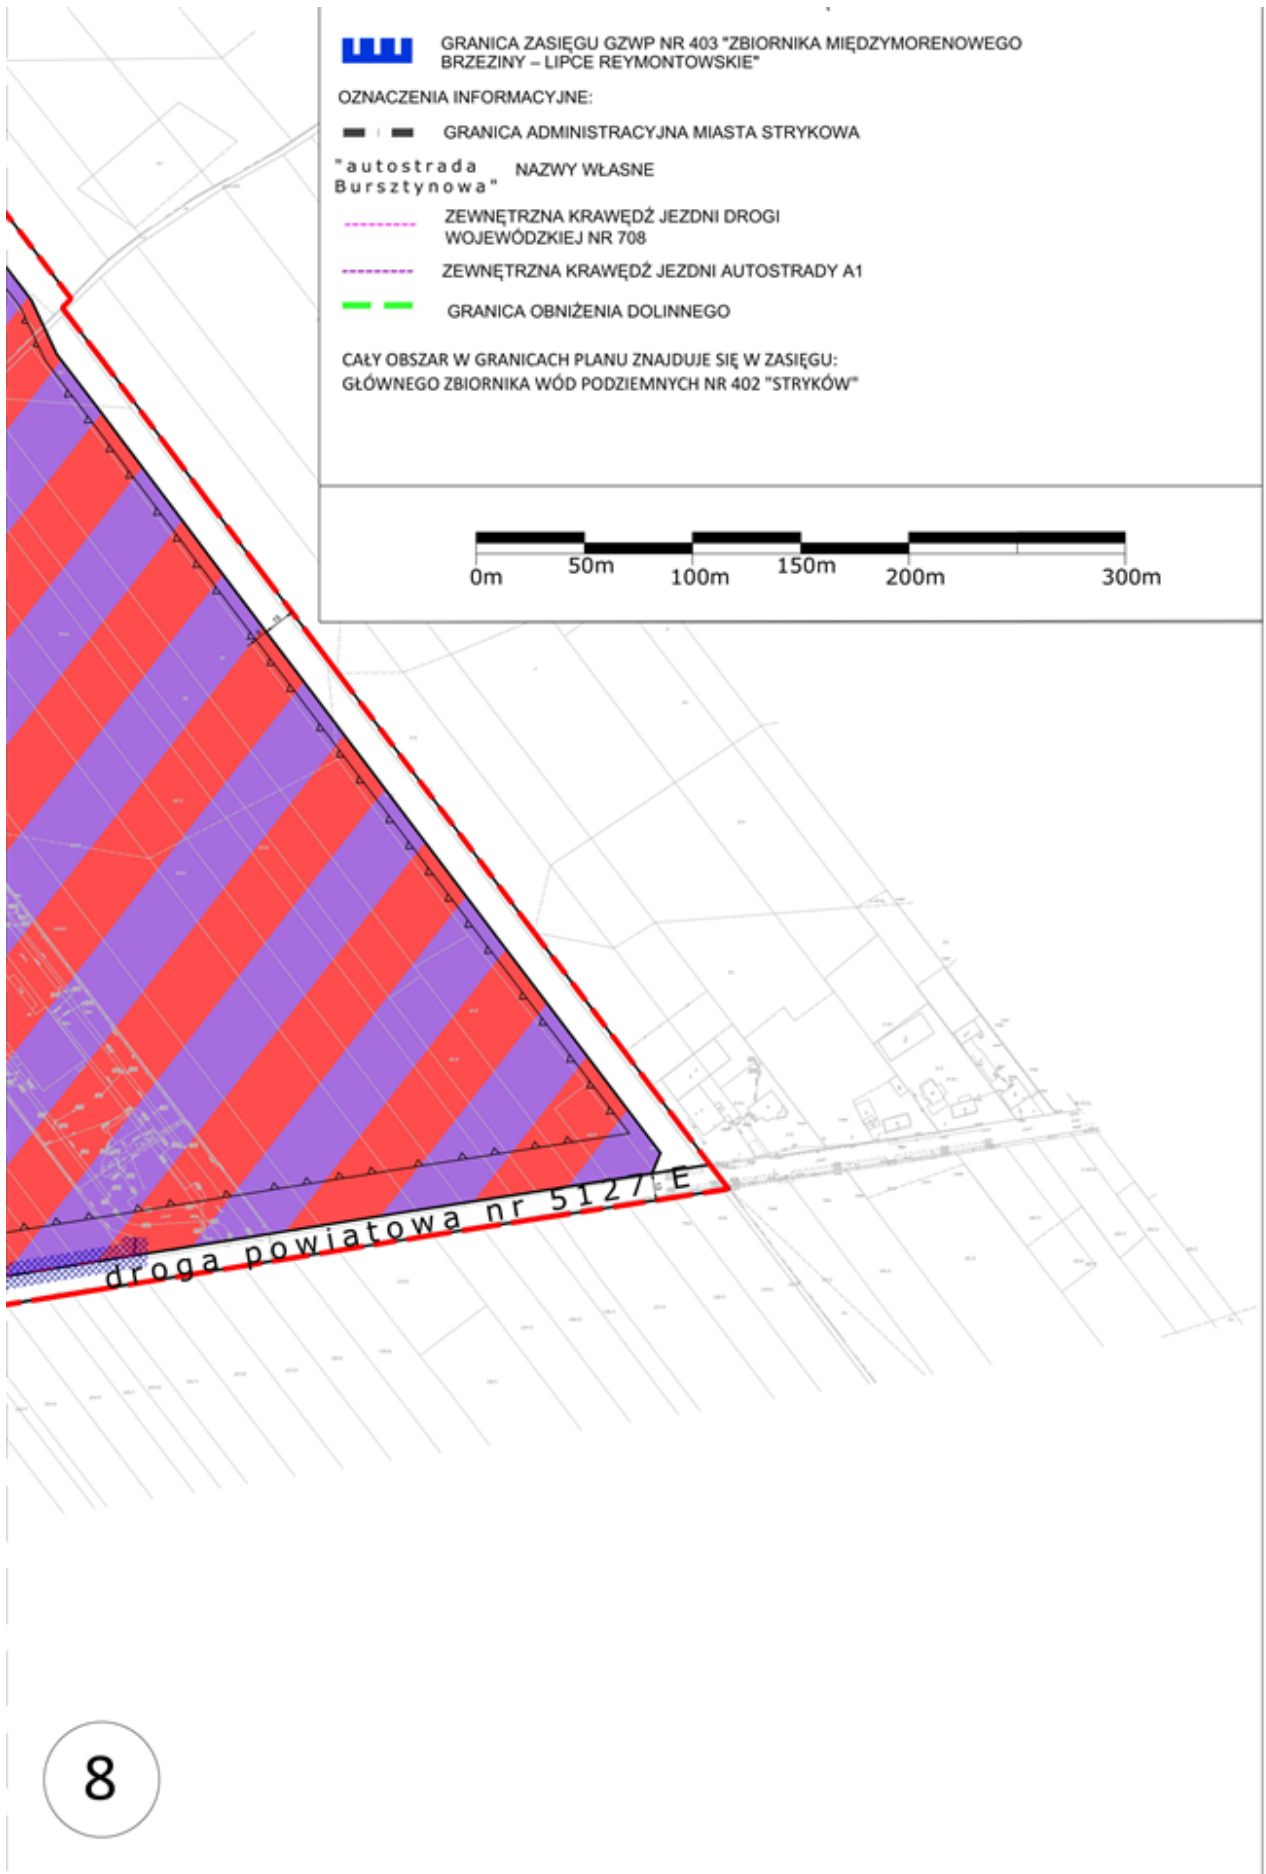 GRANICA ZASIĘGU GZWP NR 403 "ZBIORNIKA MIĘDZYMORENOWEGO
BRZEZINY – LIPCE REYMONTOWSKIE"
OZNACZENIA INFORMACYJNE:
GRANICA ADMINISTRACYJNA MIASTA STRYKOWA
"autostrada
Bursztynowa"
NAZWY WŁASNE
ZEWNĘTRZNA KRAWĘDŹ JEZDNI DROGI
WOJEWÓDZKIEJ NR 708
ZEWNĘTRZNA KRAWĘDŹ JEZDNI AUTOSTRADY A1
GRANICA OBNIŻENIA DOLINNEGO
CAŁY OBSZAR W GRANICACH PLANU ZNAJDUJE SIĘ W ZASIĘGU:
GŁÓWNEGO ZBIORNIKA WÓD PODZIEMNYCH NR 402 "STRYKÓW"
0m 50m 100m 150m 200m 300m
droga powiatowa nr 5127 E
8